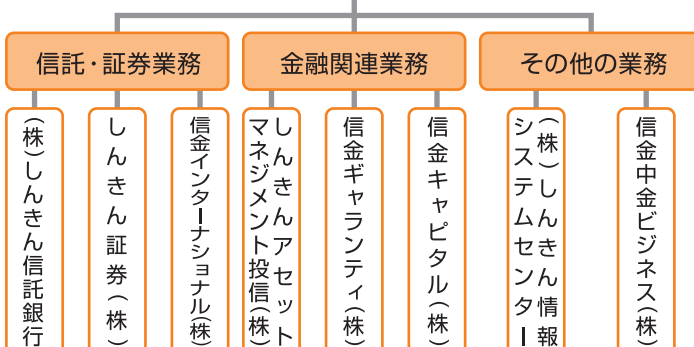 信託・証券業務
金融関連業務
その他の業務
(株)しんきん信託銀行
しんきん証券(株)
信金インターナショナル(株)
しんきんアセット
マネジメント投信(株)
信金ギャランティ(株)
信金キャピタル(株)
(株)しんきん情報
システムセンター
信金中金ビジネス(株)